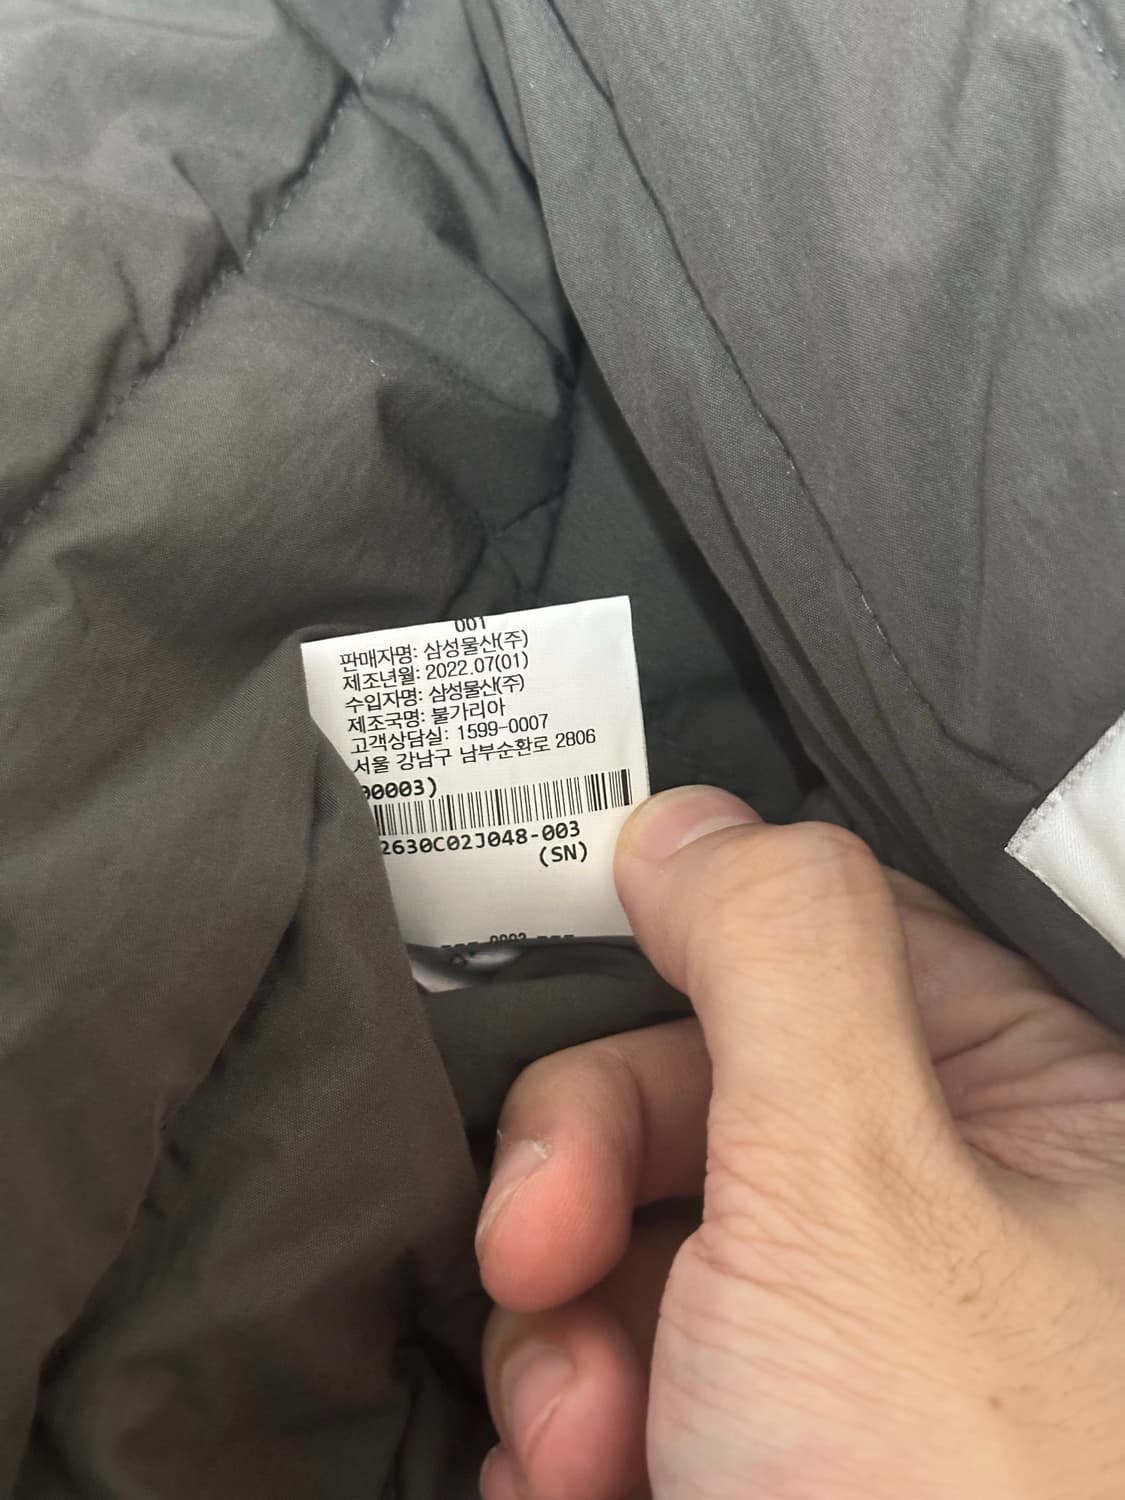 001
판매자명: 삼성물산(주)
제조년월: 2022.07(01)
수입자명: 삼성물산(주)
제조국명: 불가리아
고객상담실: 1599-0007
서울 강남구 남부순환로 2806
00003)
2630C02J048-003
(SN)